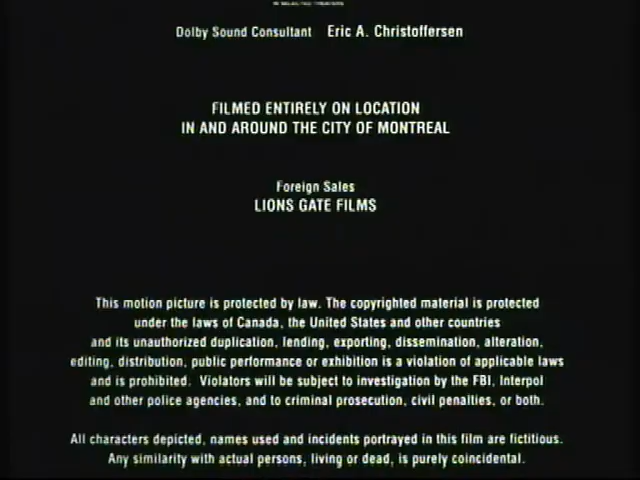 Dolby Sound Consultant Eric A. Christoffersen
FILMED ENTIRELY ON LOCATION
IN AND AROUND THE CITY OF MONTREAL
Foreign Sales
LIONS GATE FILMS
This motion picture is protected by law. The copyrighted material is protected
under the laws of Canada, the United States and other countries
and its unauthorized duplication, lending, exporting, dissemination, alteration,
editing, distribution, public performance or exhibition is a violation of applicable laws
and is prohibited. Violators will be subject to investigation by the FBI, Interpol
and other police agencies, and to criminal prosecution, civil penalties, or both.
All characters depicted, names used and incidents portrayed in this film are fictitious.
Any similarity with actual persons, living or dead, is purely coincidental.